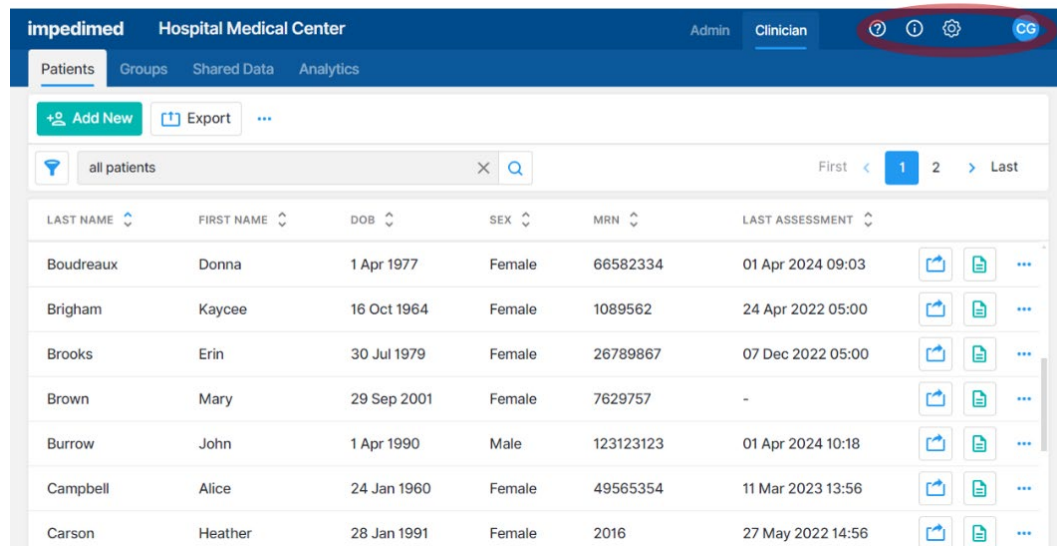 impedimed Hospital Medical Center Admin Clinician CG
Patients Groups Shared Data Analytics
Add New Export
all patients First 1 2 Last
LAST NAME FIRST NAME DOB SEX MRN LAST ASSESSMENT
Boudreaux Donna 1 Apr 1977 Female 66582334 01 Apr 2024 09:03
Brigham Kaycee 16 Oct 1964 Female 1089562 24 Apr 2022 05:00
Brooks Erin 30 Jul 1979 Female 26789867 07 Dec 2022 05:00
Brown Mary 29 Sep 2001 Female 7629757 -
Burrow John 1 Apr 1990 Male 123123123 01 Apr 2024 10:18
Campbell Alice 24 Jan 1960 Female 49565354 11 Mar 2023 13:56
Carson Heather 28 Jan 1991 Female 2016 27 May 2022 14:56